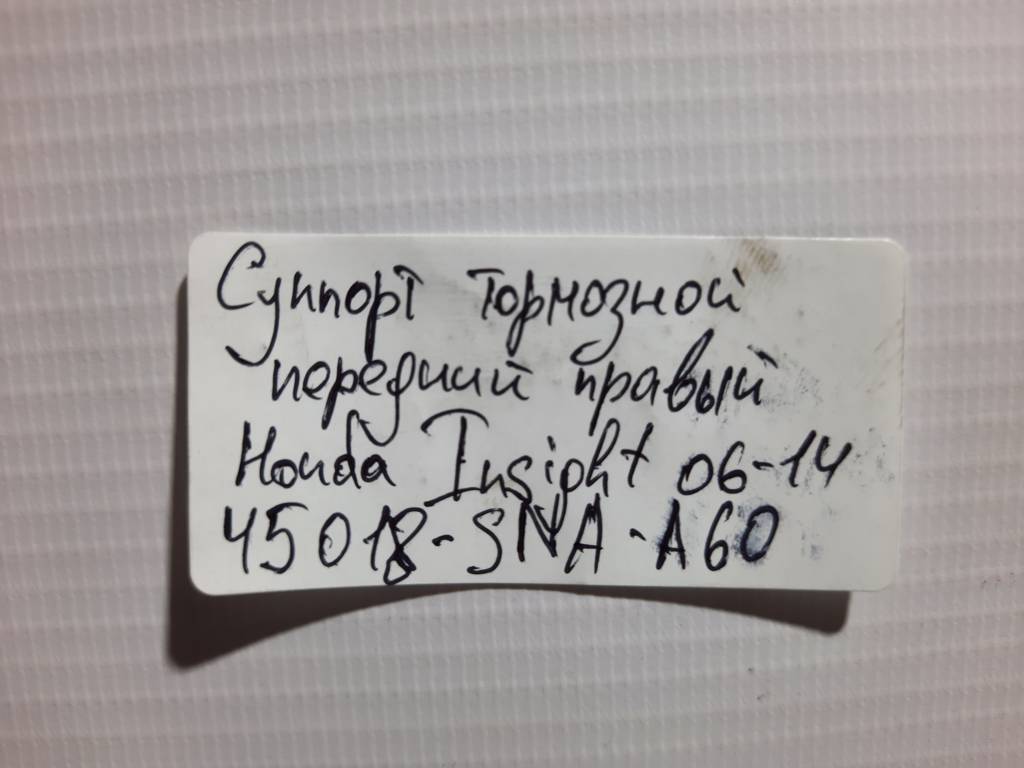 Суппорт тормозной
передний правый
Honda Insight 06-14
45018-SNA-A60